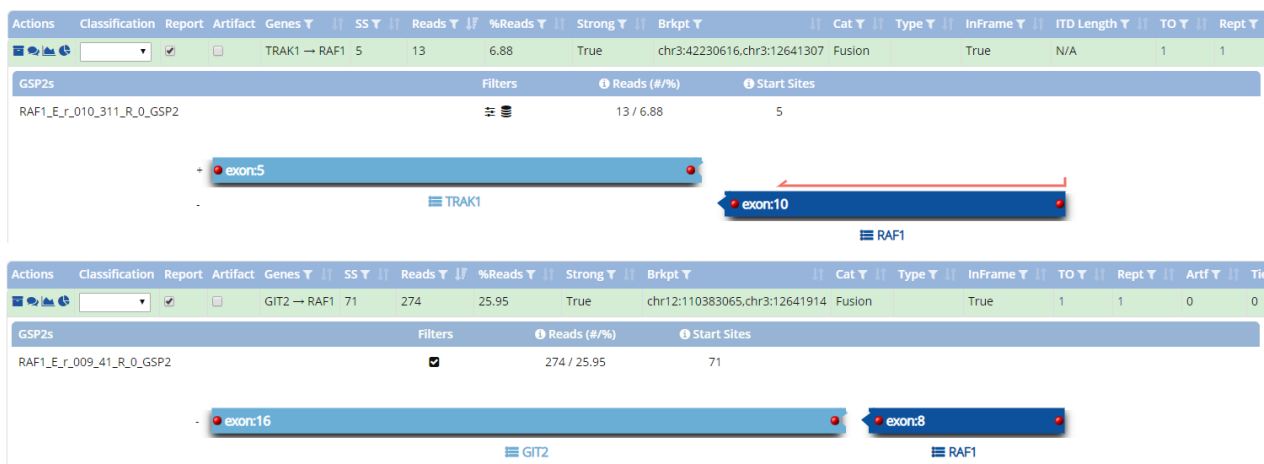 Actions Classification Report Artifact Genes SS Reads %Reads Strong Brkpt Cat Type InFrame ITD Length TO Rept
TRAK1 → RAF1 5 13 6.88 True chr3:42230616,chr3:12641307 Fusion True N/A 1 1
GSP2s Filters Reads (#/%) Start Sites
RAF1_E_r_010_311_R_0_GSP2 13 / 6.88 5
+ exon:5
- TRAK1 exon:10
RAF1
Actions Classification Report Artifact Genes SS Reads %Reads Strong Brkpt Cat Type InFrame TO Rept Artf Tie
GIT2 → RAF1 71 274 25.95 True chr12:110383065,chr3:12641914 Fusion True 1 1 0 0
GSP2s Filters Reads (#/%) Start Sites
RAF1_E_r_009_41_R_0_GSP2 274 / 25.95 71
- exon:16 exon:8
GIT2 RAF1